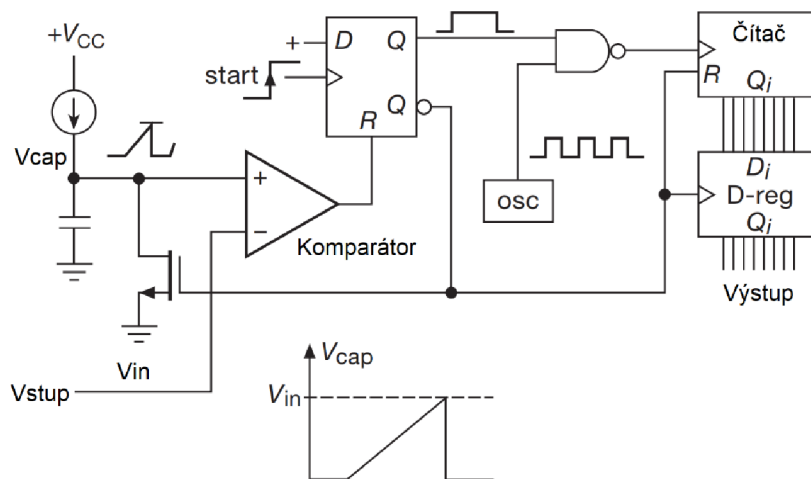 +VCC
Vcap
+
D
Q
start
Q
R
+
−
Komparátor
osc
Čítač
R
Qi
Di
D-reg
Qi
Výstup
Vin
Vstup
Vcap
Vin